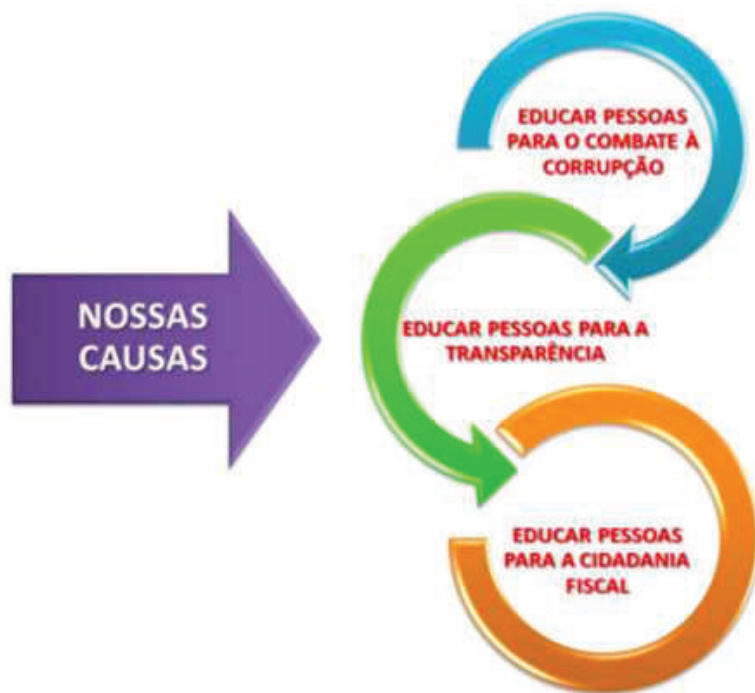 NOSSAS
CAUSAS
EDUCAR PESSOAS
PARA O COMBATE À
CORRUPÇÃO
EDUCAR PESSOAS PARA A
TRANSPARÊNCIA
EDUCAR PESSOAS
PARA A CIDADANIA
FISCAL